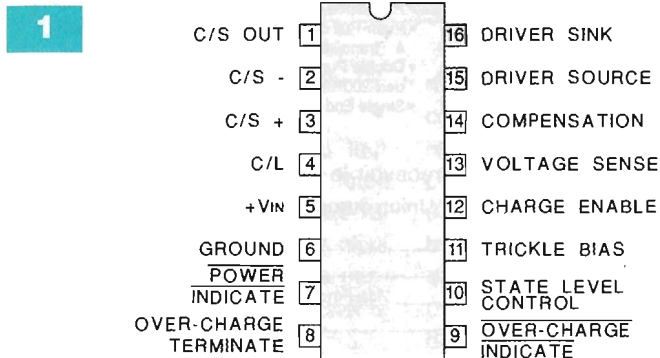 1
C/S OUT 1
C/S - 2
C/S + 3
C/L 4
+VIN 5
GROUND 6
POWER
INDICATE 7
OVER-CHARGE
TERMINATE 8
16 DRIVER SINK
15 DRIVER SOURCE
14 COMPENSATION
13 VOLTAGE SENSE
12 CHARGE ENABLE
11 TRICKLE BIAS
10 STATE LEVEL
CONTROL
9 OVER-CHARGE
INDICATE